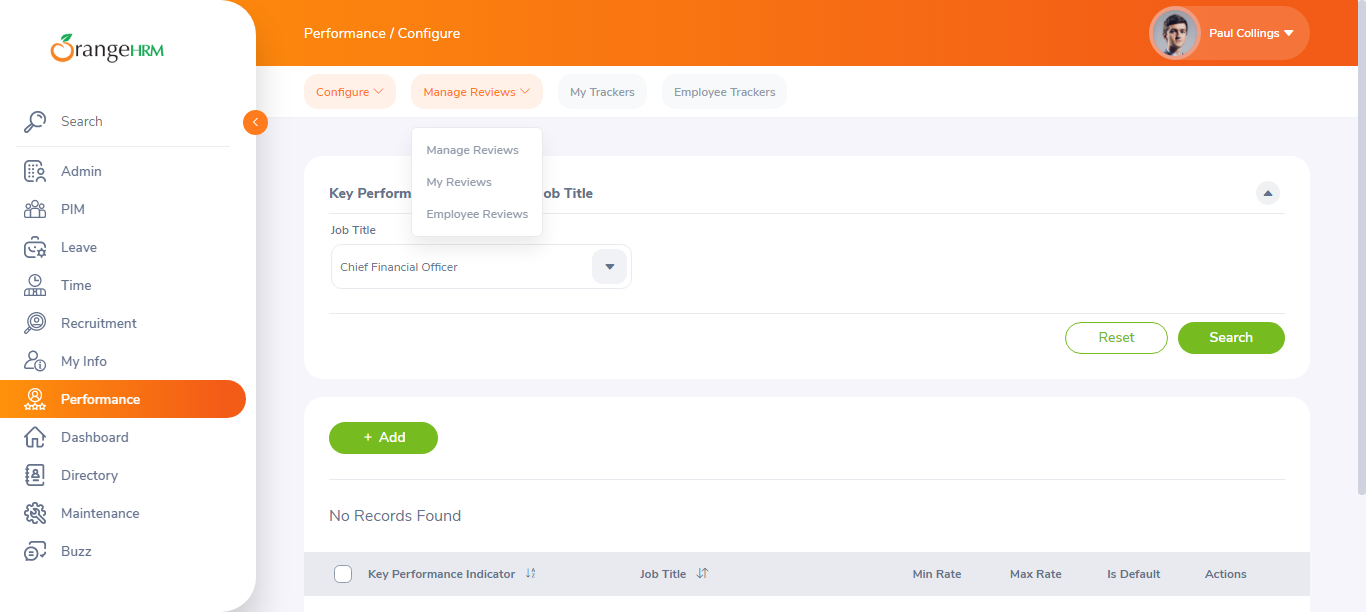 OrangeHRM
Performance / Configure
Paul Collings
Configure
Manage Reviews
My Trackers
Employee Trackers
Search
Admin
PIM
Leave
Time
Recruitment
My Info
Performance
Dashboard
Directory
Maintenance
Buzz
Manage Reviews
My Reviews
Employee Reviews
Key Perform ob Title
Job Title
Chief Financial Officer
Reset
Search
+ Add
No Records Found
Key Performance Indicator
Job Title
Min Rate
Max Rate
Is Default
Actions